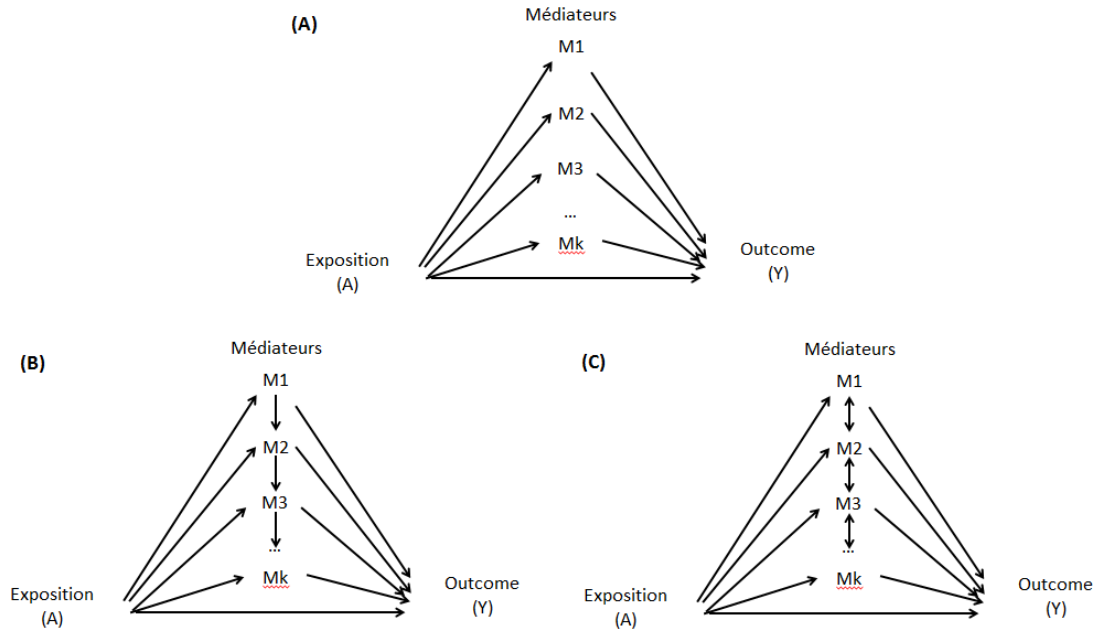 (A)
Médiateurs
M1
M2
M3
...
Mk
Exposition
(A)
Outcome
(Y)
(B)
Médiateurs
M1
M2
M3
...
Mk
Exposition
(A)
Outcome
(Y)
(C)
Médiateurs
M1
M2
M3
...
Mk
Exposition
(A)
Outcome
(Y)